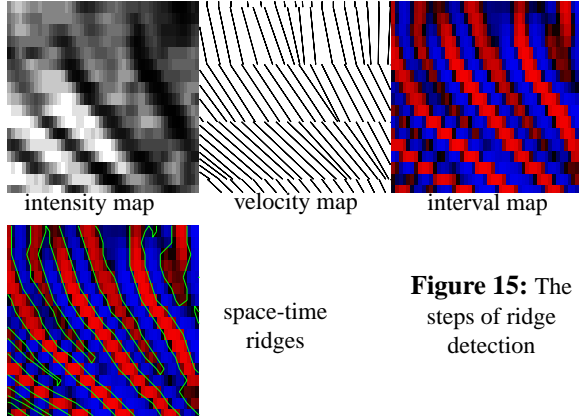 intensity map
velocity map
interval map
space-time
ridges
Figure 15: The
steps of ridge
detection